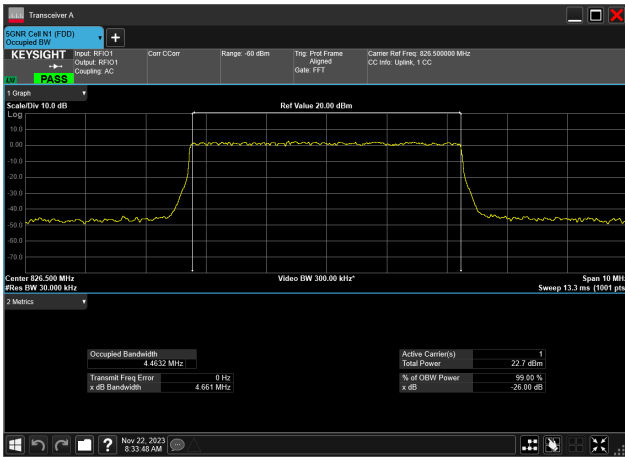 Transceiver A
5GNR Cell N1 (FDD)
Occupied BW
KEYSIGHT
Input: RFIO1
Output: RFIO1
Coupling: AC
Corr CCorr
Range: -60 dBm
Trig: Prot Frame
Aligned
Gate: FFT
Carrier Ref Freq: 826.500000 MHz
CC Info: Uplink, 1 CC
PASS
1 Graph
Scale/Div 10.0 dB
Ref Value 20.00 dBm
Log
10.0
0.00
-10.0
-20.0
-30.0
-40.0
-50.0
-60.0
-70.0
Center 826.500 MHz
Video BW 300.00 kHz*
Span 10 MHz
#Res BW 30.000 kHz
Sweep 13.3 ms (1001 pts)
2 Metrics
Occupied Bandwidth
4.4632 MHz
Active Carrier(s) 1
Total Power 22.7 dBm
Transmit Freq Error 0 Hz
x dB Bandwidth 4.661 MHz
% of OBW Power 99.00 %
x dB -26.00 dB
Nov 22, 2023
8:33:48 AM